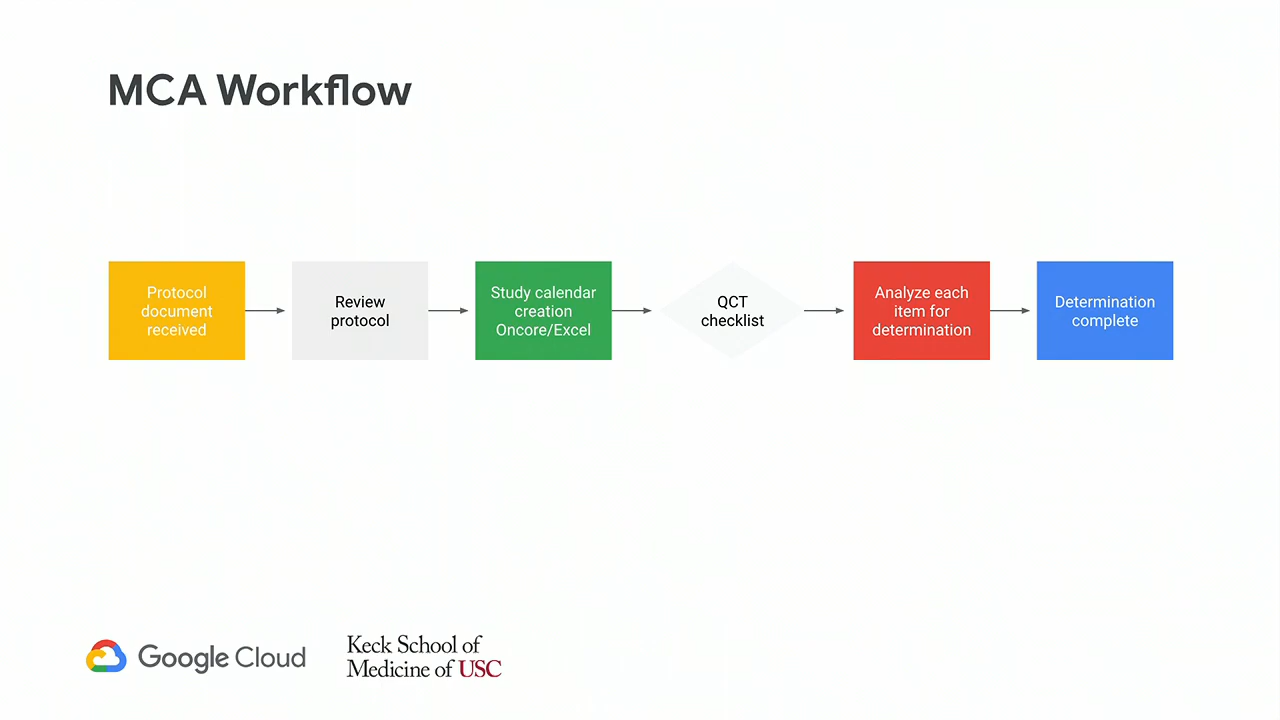 MCA Workflow
Protocol
document
received
Review
protocol
Study calendar
creation
Oncore/Excel
QCT
checklist
Analyze each
item for
determination
Determination
complete
Google Cloud
Keck School of
Medicine of USC